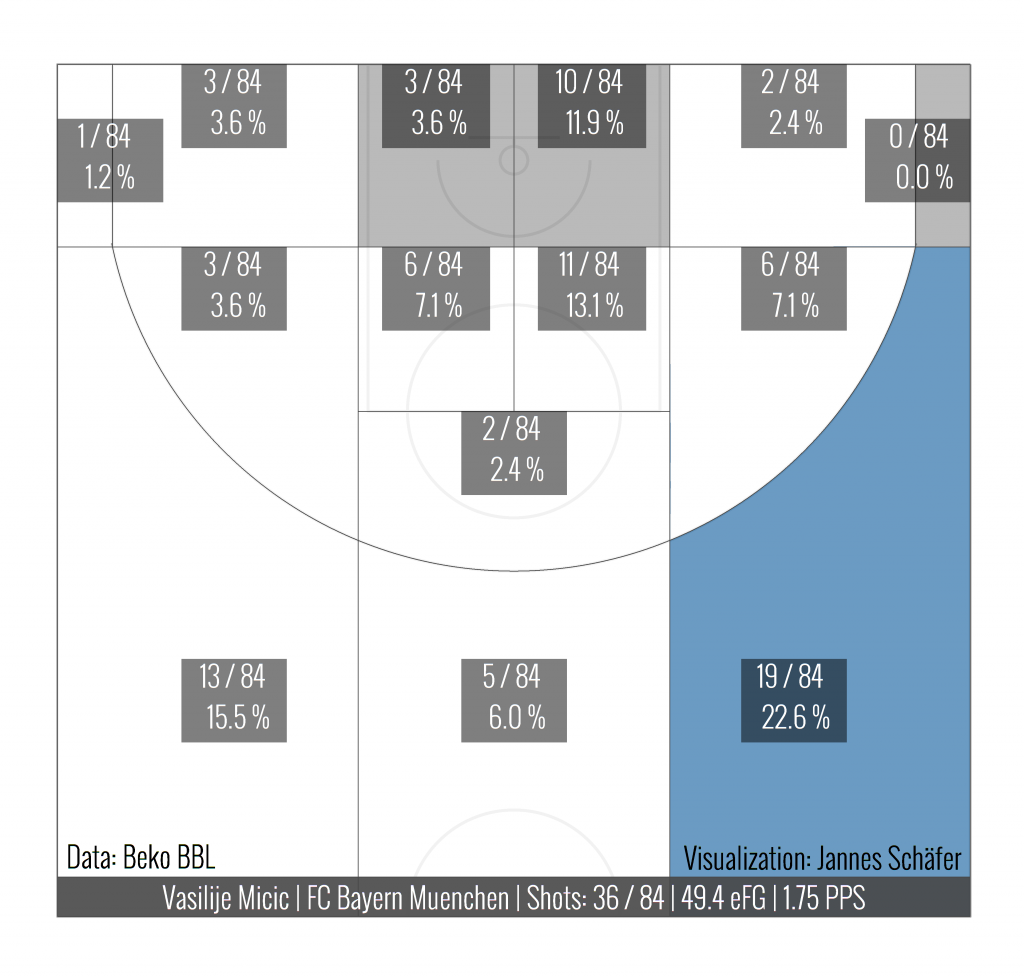 3 / 84
3.6 %
3 / 84
3.6 %
10 / 84
11.9 %
2 / 84
2.4 %
1 / 84
1.2 %
0 / 84
0.0 %
3 / 84
3.6 %
6 / 84
7.1 %
11 / 84
13.1 %
6 / 84
7.1 %
2 / 84
2.4 %
13 / 84
15.5 %
5 / 84
6.0 %
19 / 84
22.6 %
Data: Beko BBL
Visualization: Jannes Schäfer
Vasilije Micic | FC Bayern Muenchen | Shots: 36 / 84 | 49.4 eFG | 1.75 PPS